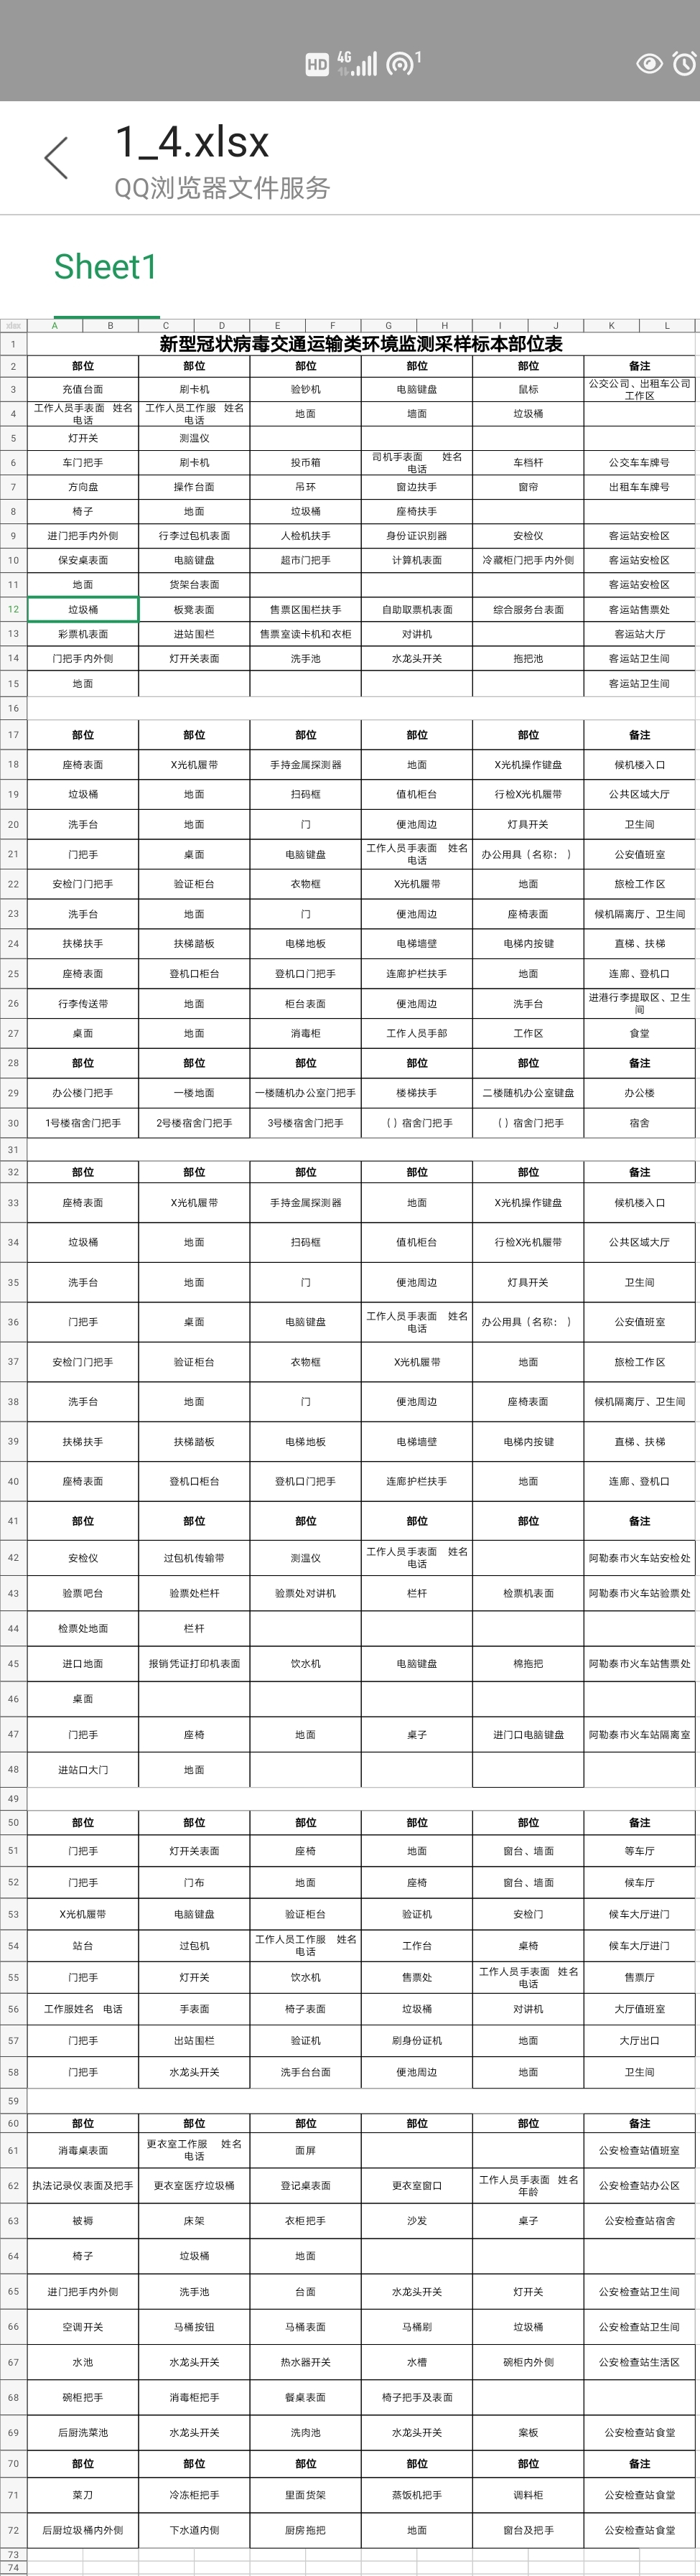 HD 4G 1
1_4.xlsx
QQ浏览器文件服务
Sheet1
xlsx A B C D E F G H I J K L
1 新型冠状病毒交通运输类环境监测采样标本部位表
2 部位 部位 部位 部位 部位 备注
3 充值台面 刷卡机 验钞机 电脑键盘 鼠标 公交公司、出租车公司工作区
4 工作人员手表面 姓名 电话 工作人员工作服 姓名 电话 地面 墙面 垃圾桶
5 灯开关 测温仪
6 车门把手 刷卡机 投币箱 司机手表面 姓名 电话 车档杆 公交车车牌号
7 方向盘 操作台面 吊环 窗边扶手 窗帘 出租车车牌号
8 椅子 地面 垃圾桶 座椅扶手
9 进门把手内外侧 行李过包机表面 人检机扶手 身份证识别器 安检仪 客运站安检区
10 保安桌表面 电脑键盘 超市门把手 计算机表面 冷藏柜门把手内外侧 客运站安检区
11 地面 货架台表面 客运站安检区
12 垃圾桶 板凳表面 售票区围栏扶手 自助取票机表面 综合服务台表面 客运站售票处
13 彩票机表面 进站围栏 售票室读卡机和衣柜 对讲机 客运站大厅
14 门把手内外侧 灯开关表面 洗手池 水龙头开关 拖把池 客运站卫生间
15 地面 客运站卫生间
16
17 部位 部位 部位 部位 部位 备注
18 座椅表面 X光机履带 手持金属探测器 地面 X光机操作键盘 候机楼入口
19 垃圾桶 地面 扫码框 值机柜台 行检X光机履带 公共区域大厅
20 洗手台 地面 门 便池周边 灯具开关 卫生间
21 门把手 桌面 电脑键盘 工作人员手表面 姓名 电话 办公用具（名称： ） 公安值班室
22 安检门门把手 验证柜台 衣物框 X光机履带 地面 旅检工作区
23 洗手台 地面 门 便池周边 座椅表面 候机隔离厅、卫生间
24 扶梯扶手 扶梯踏板 电梯地板 电梯墙壁 电梯内按键 直梯、扶梯
25 座椅表面 登机口柜台 登机口门把手 连廊护栏扶手 地面 连廊、登机口
26 行李传送带 地面 柜台表面 便池周边 洗手台 进港行李提取区、卫生间
27 桌面 地面 消毒柜 工作人员手部 工作区 食堂
28 部位 部位 部位 部位 部位 备注
29 办公楼门把手 一楼地面 一楼随机办公室门把手 楼梯扶手 二楼随机办公室键盘 办公楼
30 1号楼宿舍门把手 2号楼宿舍门把手 3号楼宿舍门把手 （ ）宿舍门把手 （ ）宿舍门把手 宿舍
31
32 部位 部位 部位 部位 部位 备注
33 座椅表面 X光机履带 手持金属探测器 地面 X光机操作键盘 候机楼入口
34 垃圾桶 地面 扫码框 值机柜台 行检X光机履带 公共区域大厅
35 洗手台 地面 门 便池周边 灯具开关 卫生间
36 门把手 桌面 电脑键盘 工作人员手表面 姓名 电话 办公用具（名称： ） 公安值班室
37 安检门门把手 验证柜台 衣物框 X光机履带 地面 旅检工作区
38 洗手台 地面 门 便池周边 座椅表面 候机隔离厅、卫生间
39 扶梯扶手 扶梯踏板 电梯地板 电梯墙壁 电梯内按键 直梯、扶梯
40 座椅表面 登机口柜台 登机口门把手 连廊护栏扶手 地面 连廊、登机口
41 部位 部位 部位 部位 部位 备注
42 安检仪 过包机传输带 测温仪 工作人员手表面 姓名 电话 阿勒泰市火车站安检处
43 验票吧台 验票处栏杆 验票处对讲机 栏杆 检票机表面 阿勒泰市火车站验票处
44 检票处地面 栏杆
45 进口地面 报销凭证打印机表面 饮水机 电脑键盘 棉拖把 阿勒泰市火车站售票处
46 桌面
47 门把手 座椅 地面 桌子 进门口电脑键盘 阿勒泰市火车站隔离室
48 进站口大门 地面
49
50 部位 部位 部位 部位 部位 备注
51 门把手 灯开关表面 座椅 地面 窗台、墙面 等车厅
52 门把手 门布 地面 座椅 窗台、墙面 候车厅
53 X光机履带 电脑键盘 验证柜台 验证机 安检门 候车大厅进门
54 站台 过包机 工作人员工作服 姓名 电话 工作台 桌椅 候车大厅进门
55 门把手 灯开关 饮水机 售票处 工作人员手表面 姓名 电话 售票厅
56 工作服姓名 电话 手表面 椅子表面 垃圾桶 对讲机 大厅值班室
57 门把手 出站围栏 验证机 刷身份证机 地面 大厅出口
58 门把手 水龙头开关 洗手台台面 便池周边 地面 卫生间
59
60 部位 部位 部位 部位 部位 备注
61 消毒桌表面 更衣室工作服 姓名 电话 面屏 公安检查站值班室
62 执法记录仪表面及把手 更衣室医疗垃圾桶 登记桌表面 更衣室窗口 工作人员手表面 姓名 年龄 公安检查站办公区
63 被褥 床架 衣柜把手 沙发 桌子 公安检查站宿舍
64 椅子 垃圾桶 地面
65 进门把手内外侧 洗手池 台面 水龙头开关 灯开关 公安检查站卫生间
66 空调开关 马桶按钮 马桶表面 马桶刷 垃圾桶 公安检查站卫生间
67 水池 水龙头开关 热水器开关 水槽 碗柜内外侧 公安检查站生活区
68 碗柜把手 消毒柜把手 餐桌表面 椅子把手及表面
69 后厨洗菜池 水龙头开关 洗肉池 水龙头开关 案板 公安检查站食堂
70 部位 部位 部位 部位 部位 备注
71 菜刀 冷冻柜把手 里面货架 蒸饭机把手 调料柜 公安检查站食堂
72 后厨垃圾桶内外侧 下水道内侧 厨房拖把 地面 窗台及把手 公安检查站食堂
73
74